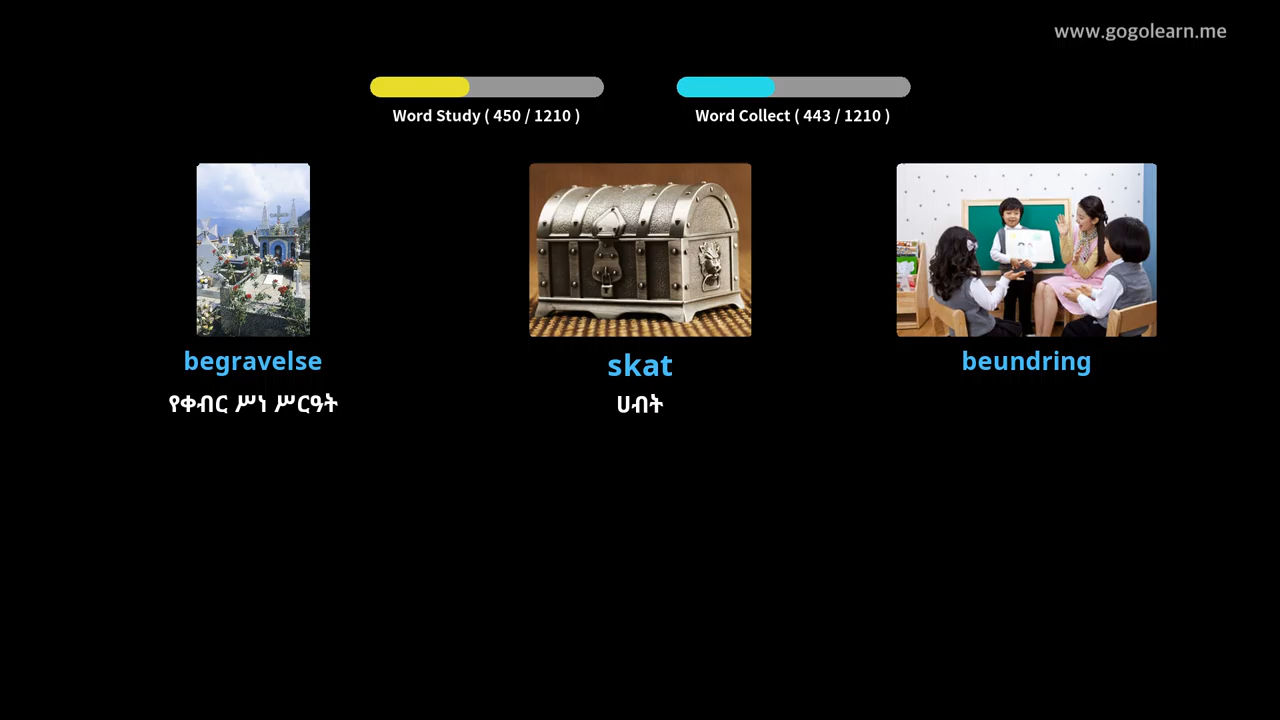 www.gogolearn.me
Word Study ( 450 / 1210 )
Word Collect ( 443 / 1210 )
begravelse
skat
beundring
የቀብር ሥነ ሥርዓት
ሀብት